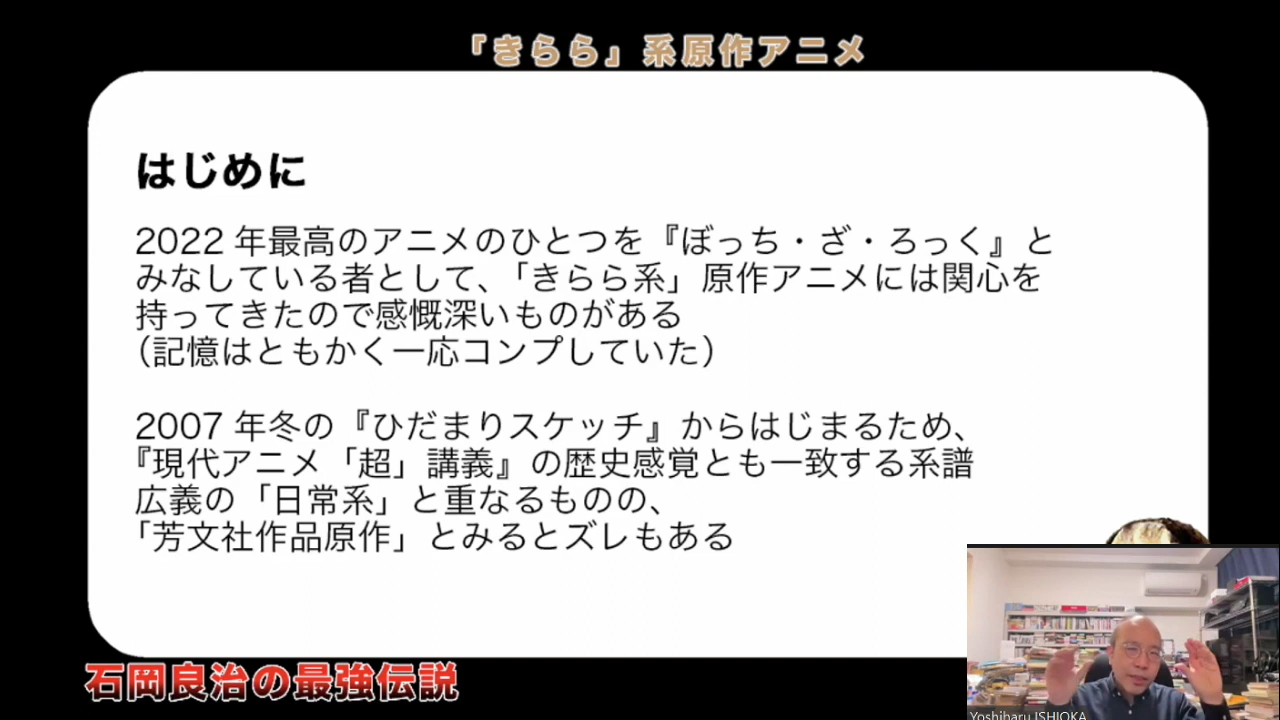 『きらら』系原作アニメ
はじめに
2022 年最高のアニメのひとつを『ぼっち・ざ・ろっく』と
みなしている者として、「きらら系」原作アニメには関心を
持ってきたので感慨深いものがある
（記憶はともかく一応コンプしていた）
2007 年冬の『ひだまりスケッチ』からはじまるため、
『現代アニメ「超」講義』の歴史感覚とも一致する系譜
広義の「日常系」と重なるものの、
「芳文社作品原作」とみるとズレもある
石岡良治の最強伝説
Yoshiharu ISHIOKA